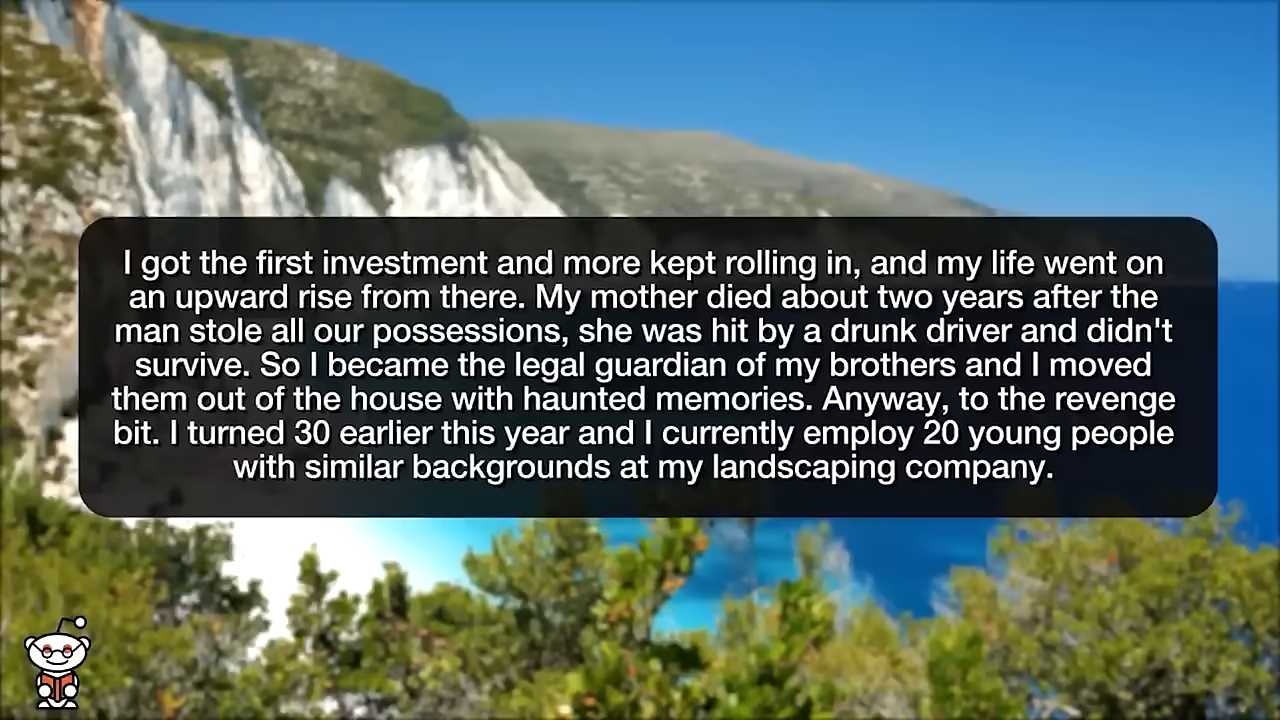 I got the first investment and more kept rolling in, and my life went on
an upward rise from there. My mother died about two years after the
man stole all our possessions, she was hit by a drunk driver and didn't
survive. So I became the legal guardian of my brothers and I moved
them out of the house with haunted memories. Anyway, to the revenge
bit. I turned 30 earlier this year and I currently employ 20 young people
with similar backgrounds at my landscaping company.